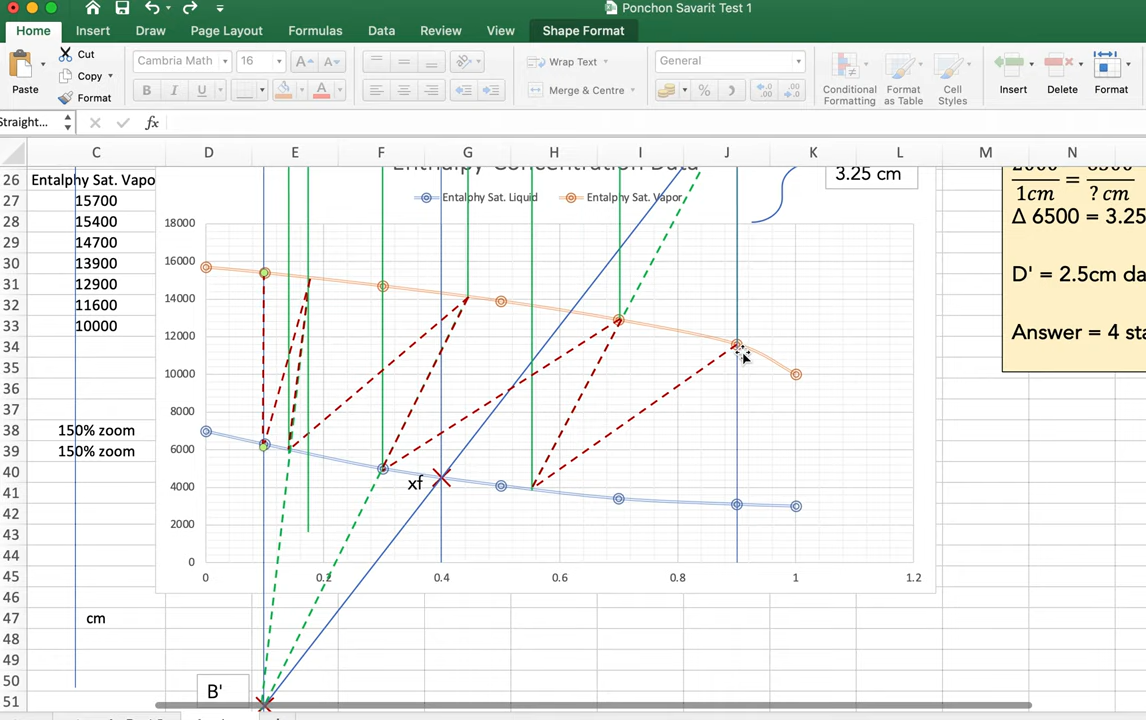 Ponchon Savarit Test 1
Home Insert Draw Page Layout Formulas Data Review View Shape Format
Cut
Copy
Format
Paste
Cambria Math 16
A A
B I U A
Wrap Text
Merge & Centre
General
%
Conditional Formatting
Format as Table
Cell Styles
Insert Delete Format
Straight... fx
C D E F G H I J K L M N
26 Entalphy Sat. Vapo
27 15700
28 15400
29 14700
30 13900
31 12900
32 11600
33 10000
34
35
36
37
38 150% zoom
39 150% zoom
40
41
42
43
44
45
46
47 cm
48
49
50
51
Enthalpy Concentration Data
Entalphy Sat. Liquid Entalphy Sat. Vapor
18000
16000
14000
12000
10000
8000
6000
4000
2000
0
0 0.2 0.4 0.6 0.8 1 1.2
xf
B'
3.25 cm
1cm = ? cm
Δ 6500 = 3.25
D' = 2.5cm da
Answer = 4 sta